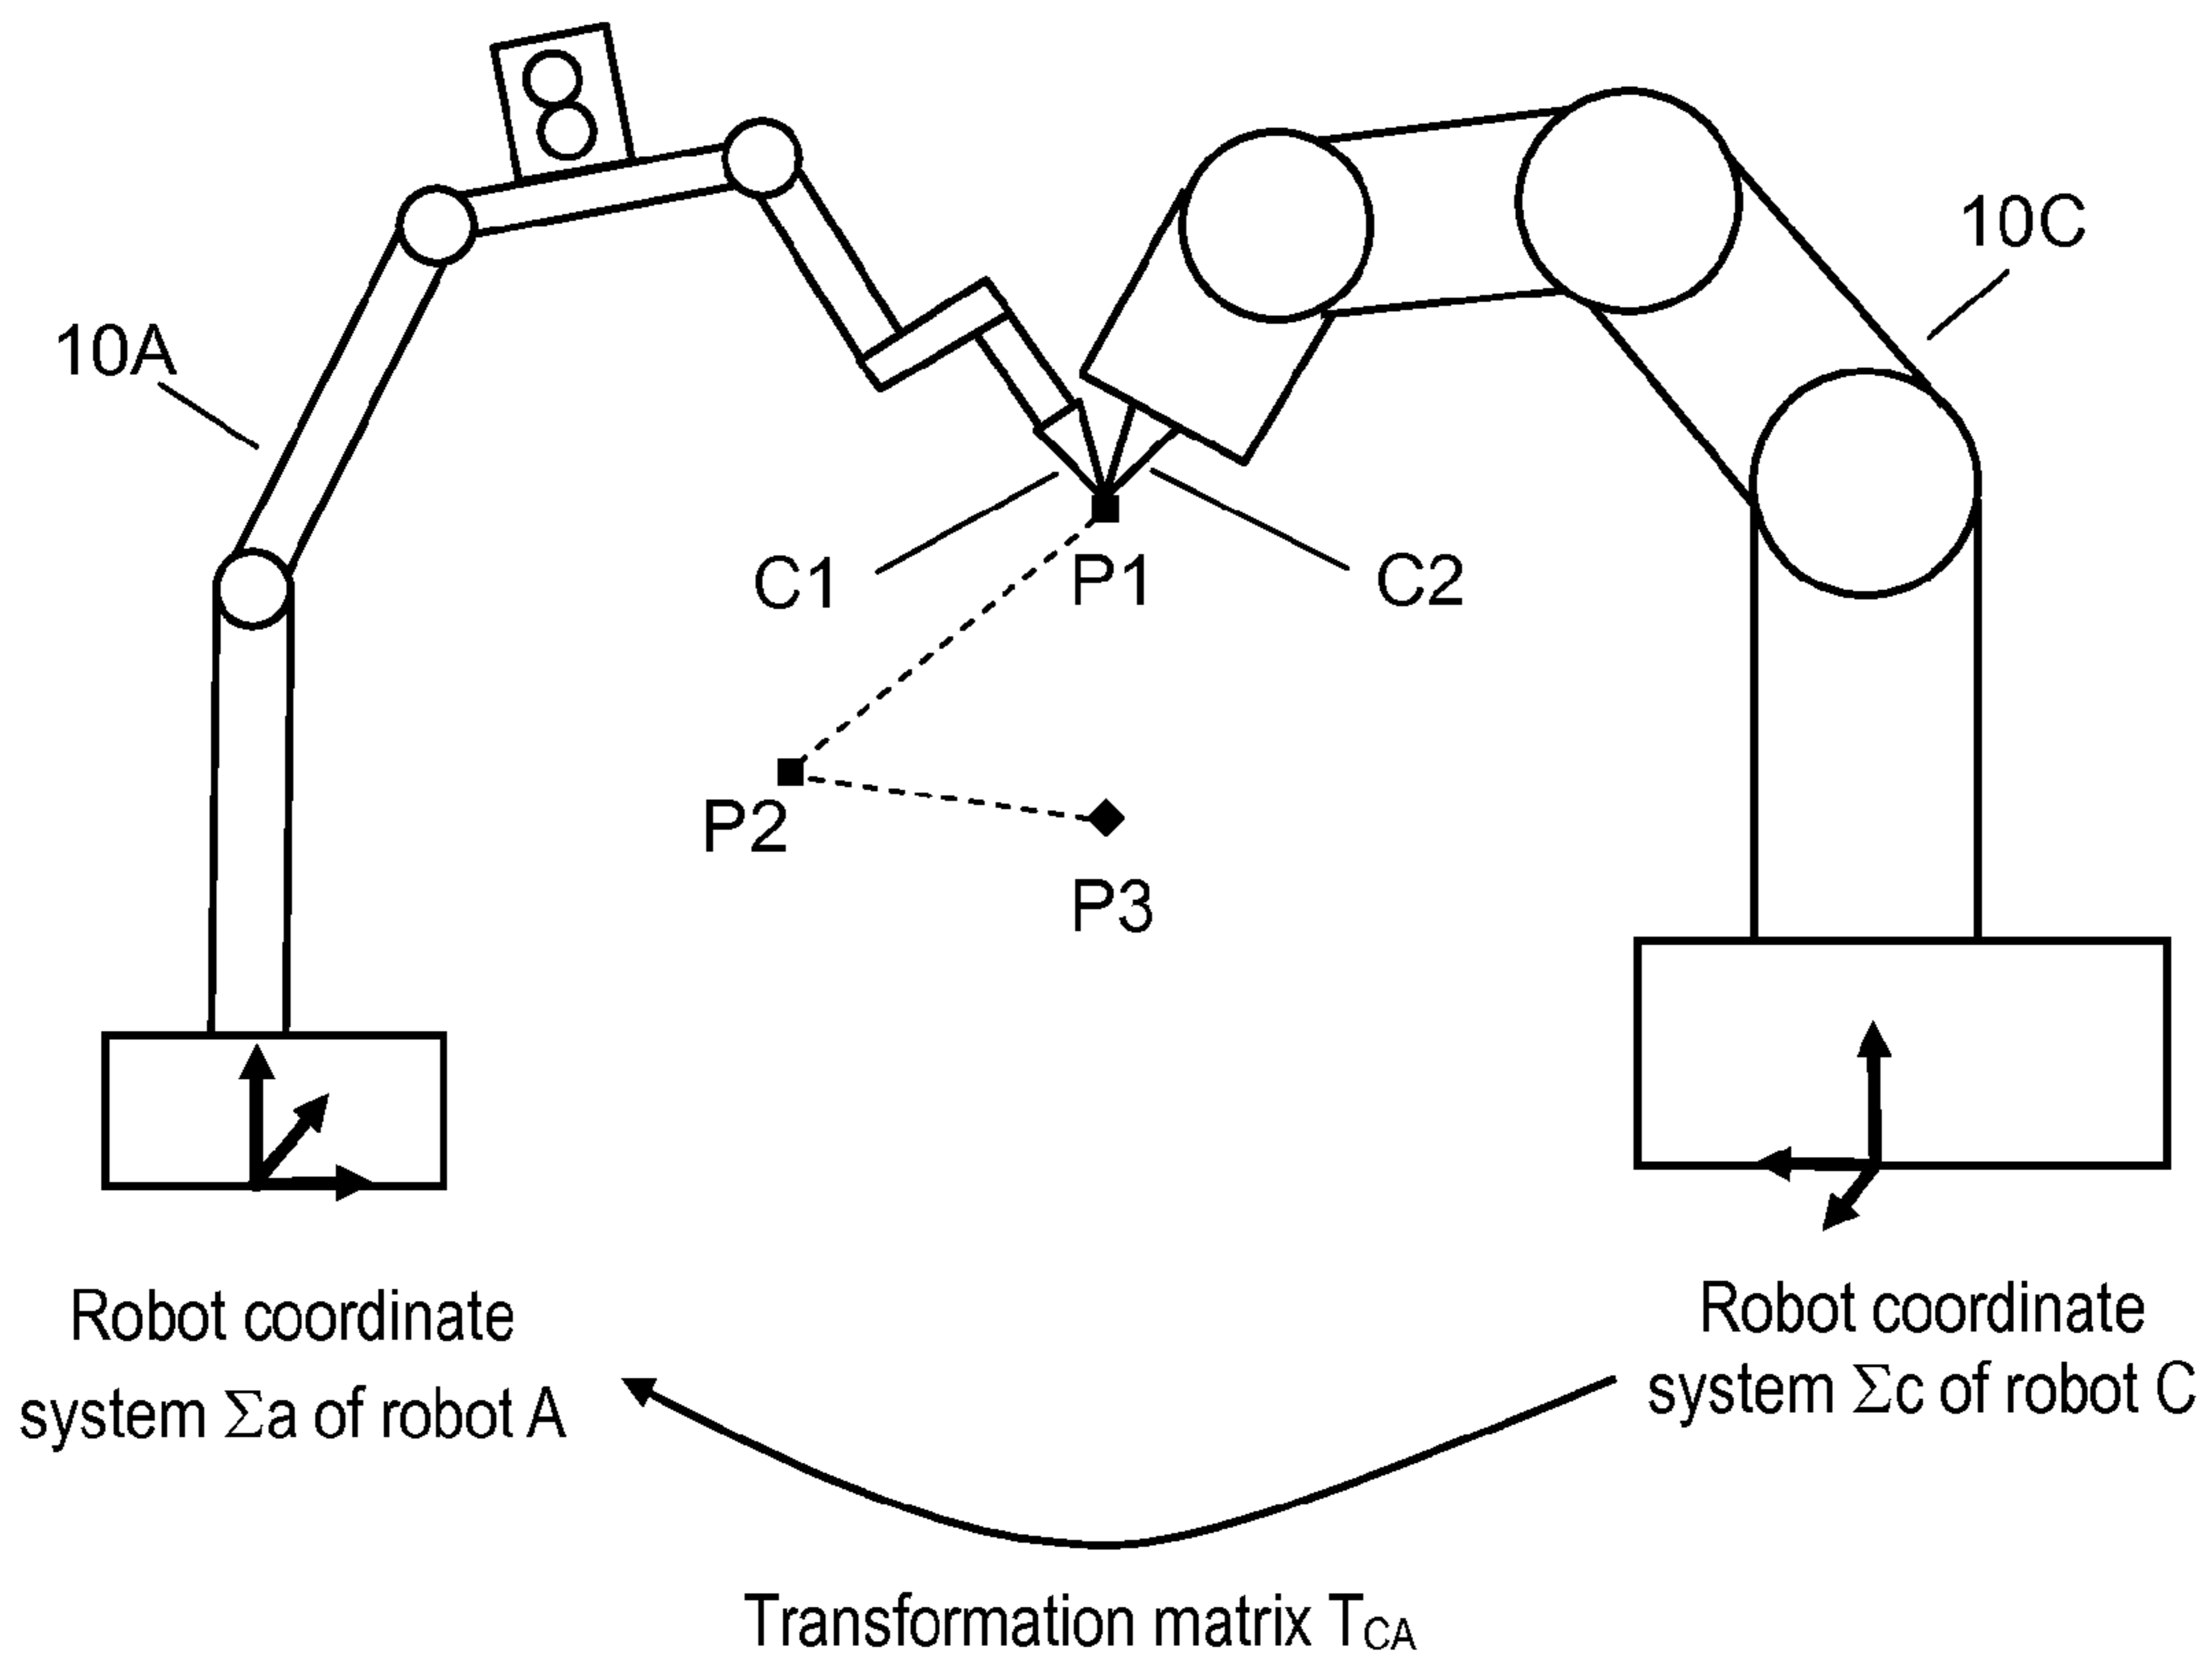 10C
10A
C1
P1
C2
P2
P3
Robot coordinate
system Σa of robot A
Robot coordinate
system Σc of robot C
Transformation matrix TCA